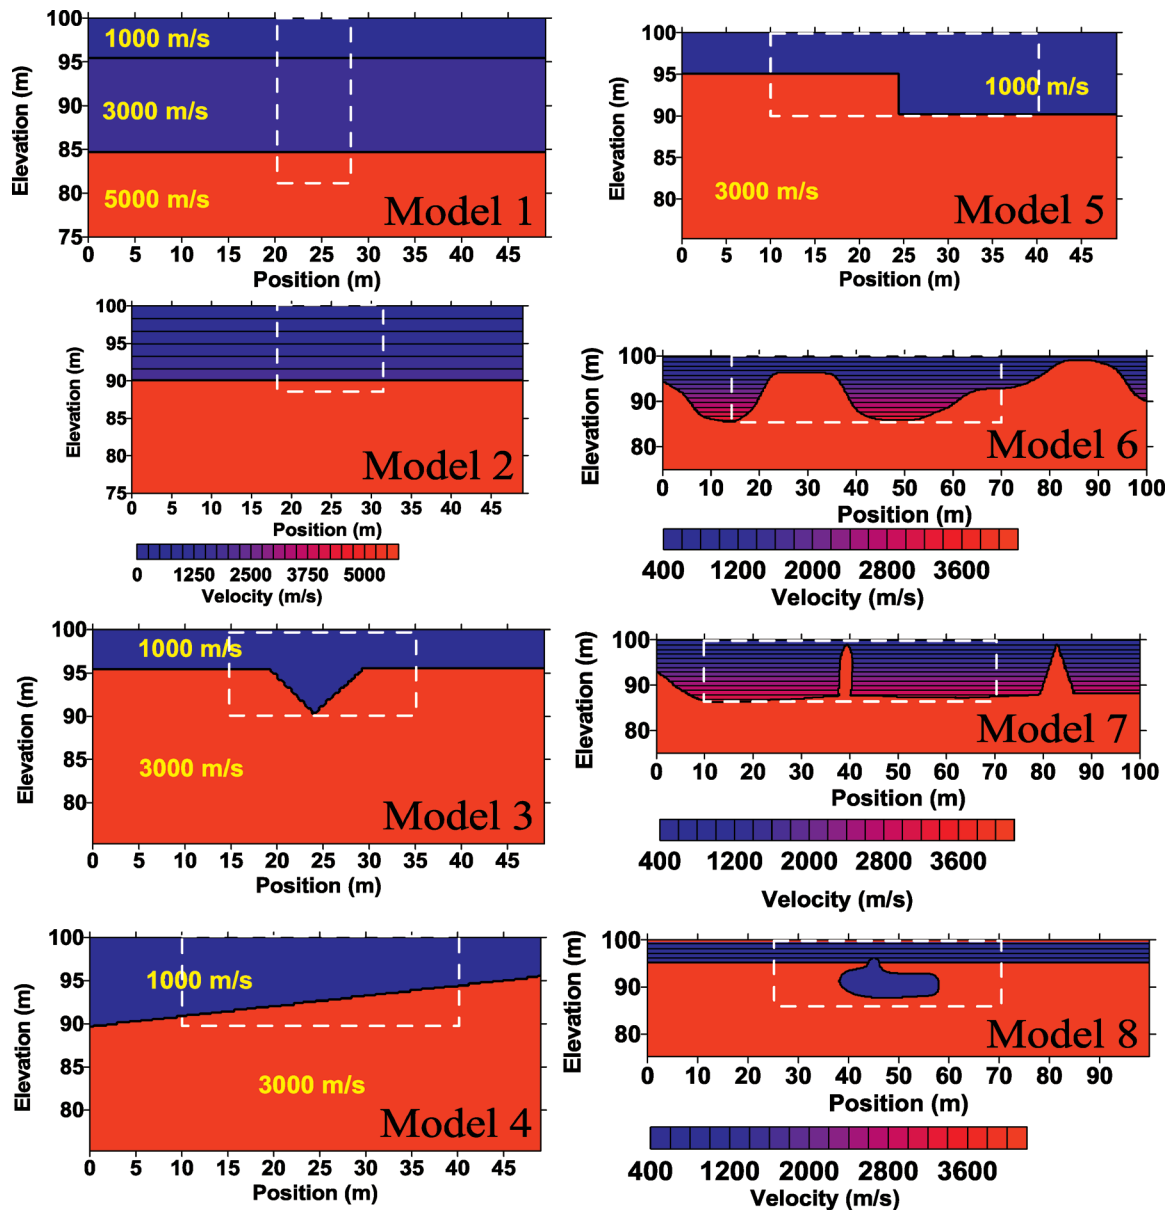 100
95
90
85
80
75
Elevation (m)
1000 m/s
3000 m/s
5000 m/s
Model 1
0 5 10 15 20 25 30 35 40 45
Position (m)
100
95
90
85
80
75
Elevation (m)
Model 2
0 5 10 15 20 25 30 35 40 45
Position (m)
0 1250 2500 3750 5000
Velocity (m/s)
100
95
90
85
80
Elevation (m)
1000 m/s
3000 m/s
Model 3
0 5 10 15 20 25 30 35 40 45
Position (m)
100
95
90
85
80
Elevation (m)
1000 m/s
3000 m/s
Model 4
0 5 10 15 20 25 30 35 40 45
Position (m)
100
95
90
85
80
Elevation (m)
1000 m/s
3000 m/s
Model 5
0 5 10 15 20 25 30 35 40 45
Position (m)
100
90
80
Elevation (m)
Model 6
0 10 20 30 40 50 60 70 80 90 100
Position (m)
400 1200 2000 2800 3600
Velocity (m/s)
100
90
80
Elevation (m)
Model 7
0 10 20 30 40 50 60 70 80 90 100
Position (m)
400 1200 2000 2800 3600
Velocity (m/s)
100
90
80
Elevation (m)
Model 8
0 10 20 30 40 50 60 70 80 90
Position (m)
400 1200 2000 2800 3600
Velocity (m/s)